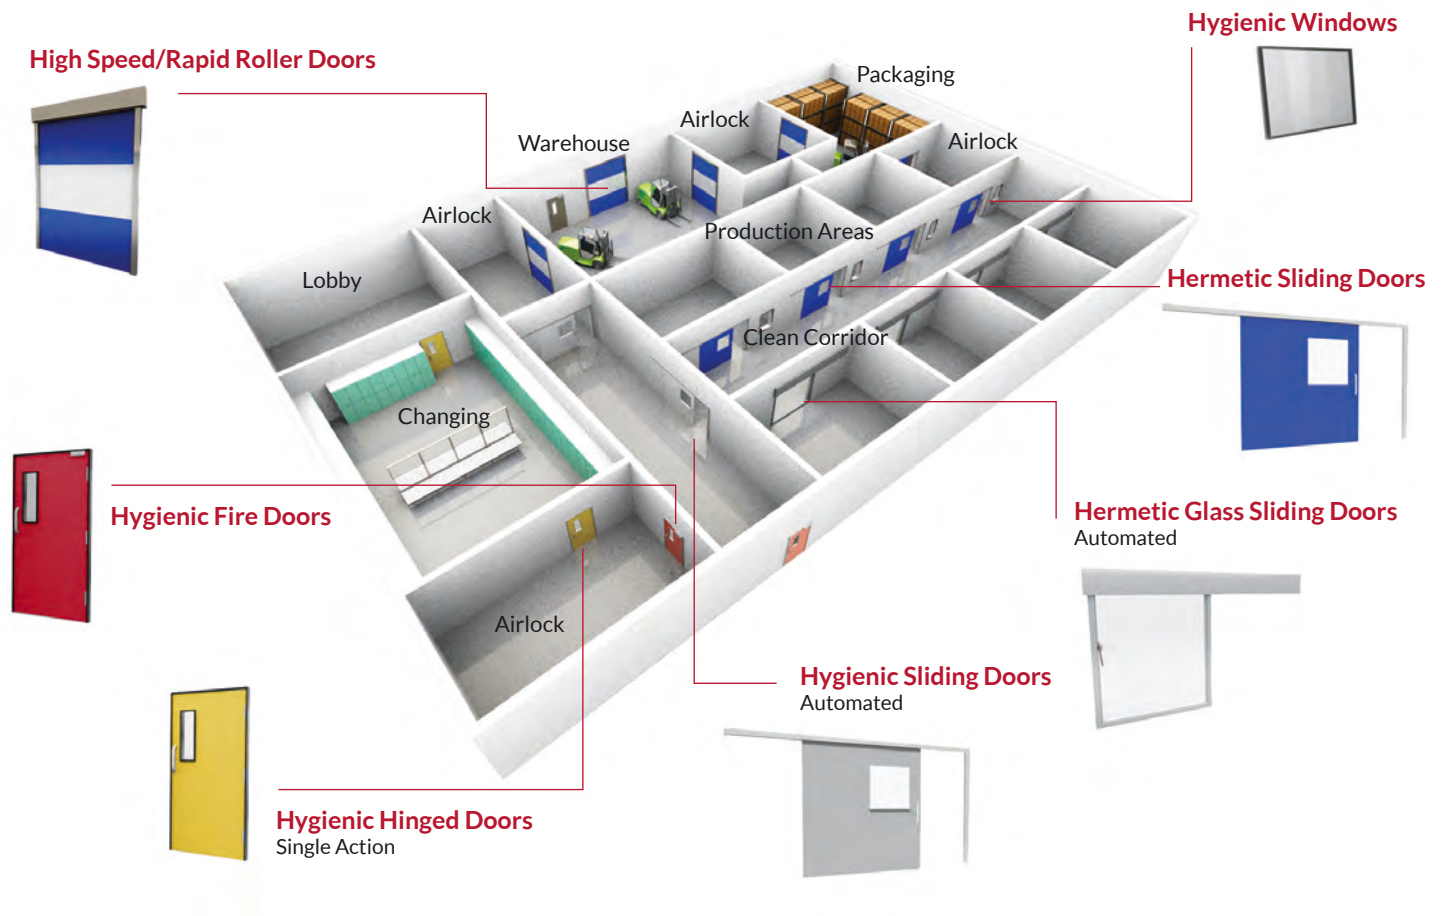 Hygienic Windows
High Speed/Rapid Roller Doors
Packaging
Airlock
Warehouse
Airlock
Airlock
Production Areas
Lobby
Hermetic Sliding Doors
Clean Corridor
Changing
Hygienic Fire Doors
Hermetic Glass Sliding Doors
Automated
Airlock
Hygienic Sliding Doors
Automated
Hygienic Hinged Doors
Single Action